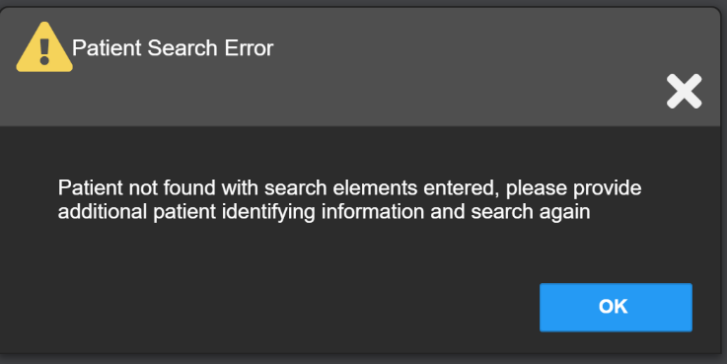 Patient Search Error
Patient not found with search elements entered, please provide
additional patient identifying information and search again
OK